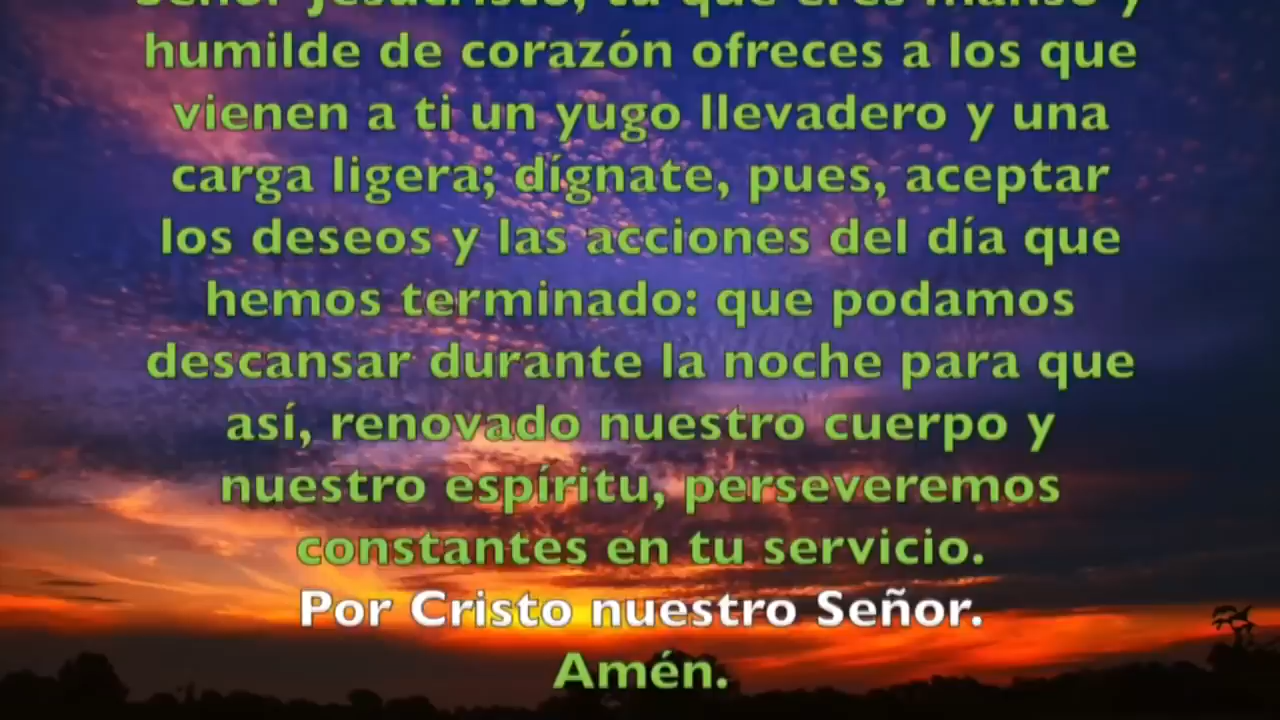 Señor Jesucristo, tú que eres manso y
humilde de corazón ofreces a los que
vienen a ti un yugo llevadero y una
carga ligera; dígnate, pues, aceptar
los deseos y las acciones del día que
hemos terminado: que podamos
descansar durante la noche para que
así, renovado nuestro cuerpo y
nuestro espíritu, perseveremos
constantes en tu servicio.
Por Cristo nuestro Señor.
Amén.